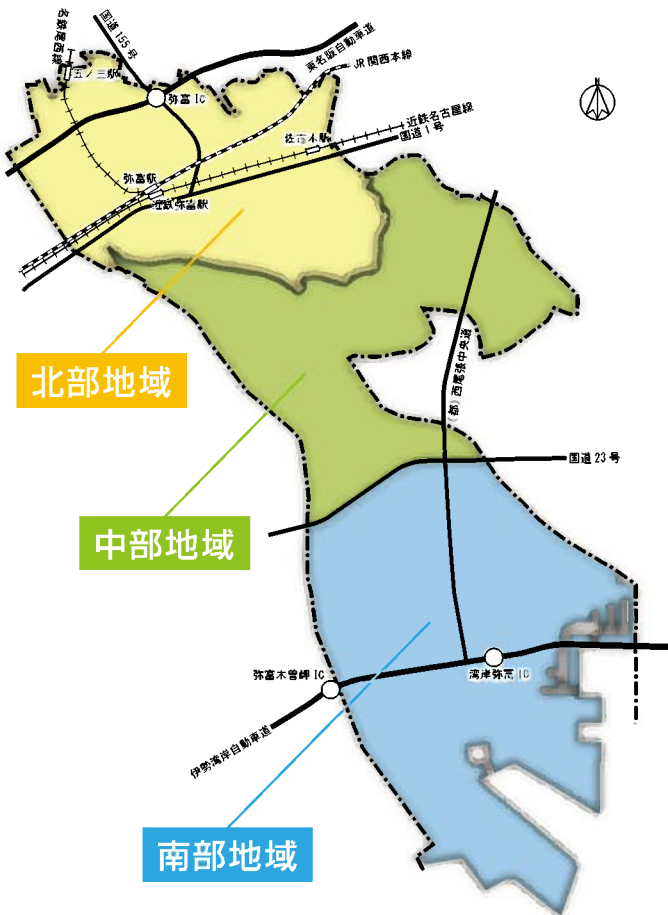 国道155号
名鉄尾西線
東名阪自動車道
五ノ三駅
JR関西本線
弥富IC
N
近鉄名古屋線
佐古木駅
国道1号
弥富駅
近鉄弥富駅
北部地域
(都)西尾張中央道
国道23号
中部地域
弥富木曽岬IC
湾岸弥富IC
伊勢湾岸自動車道
南部地域